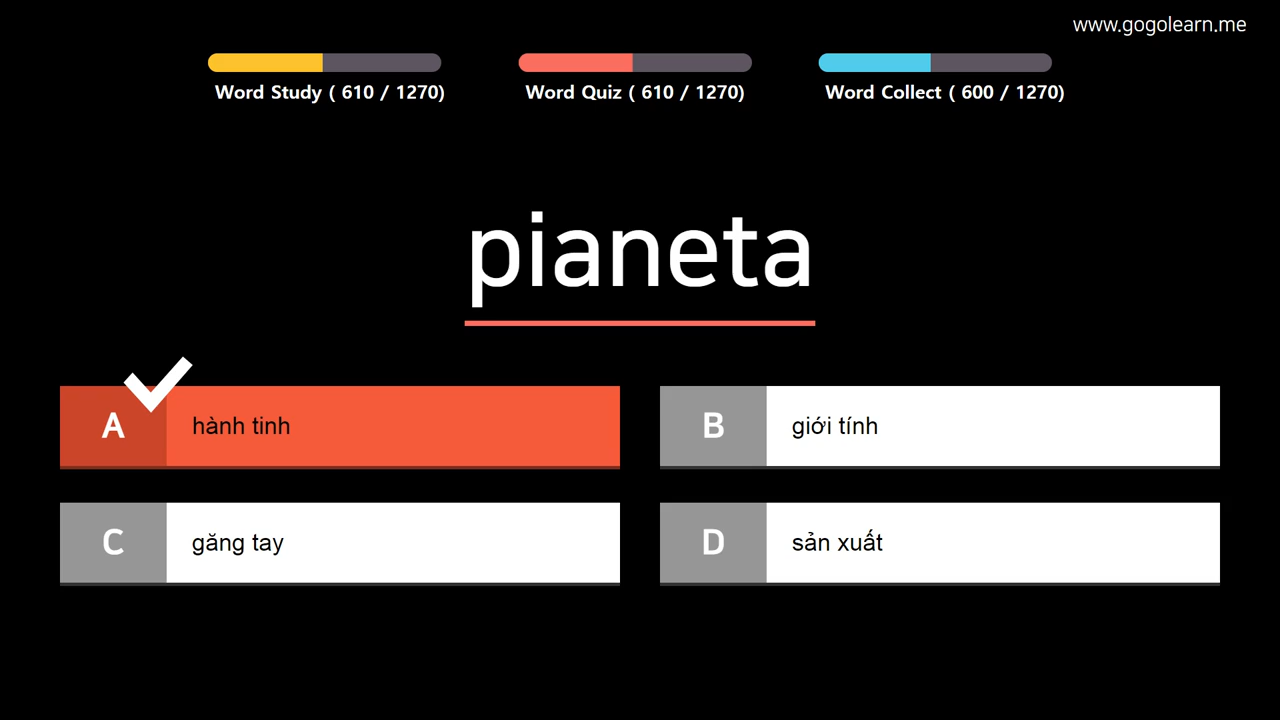 www.gogolearn.me
Word Study ( 610 / 1270)
Word Quiz ( 610 / 1270)
Word Collect ( 600 / 1270)
pianeta
A hành tinh
B giới tính
C găng tay
D sản xuất